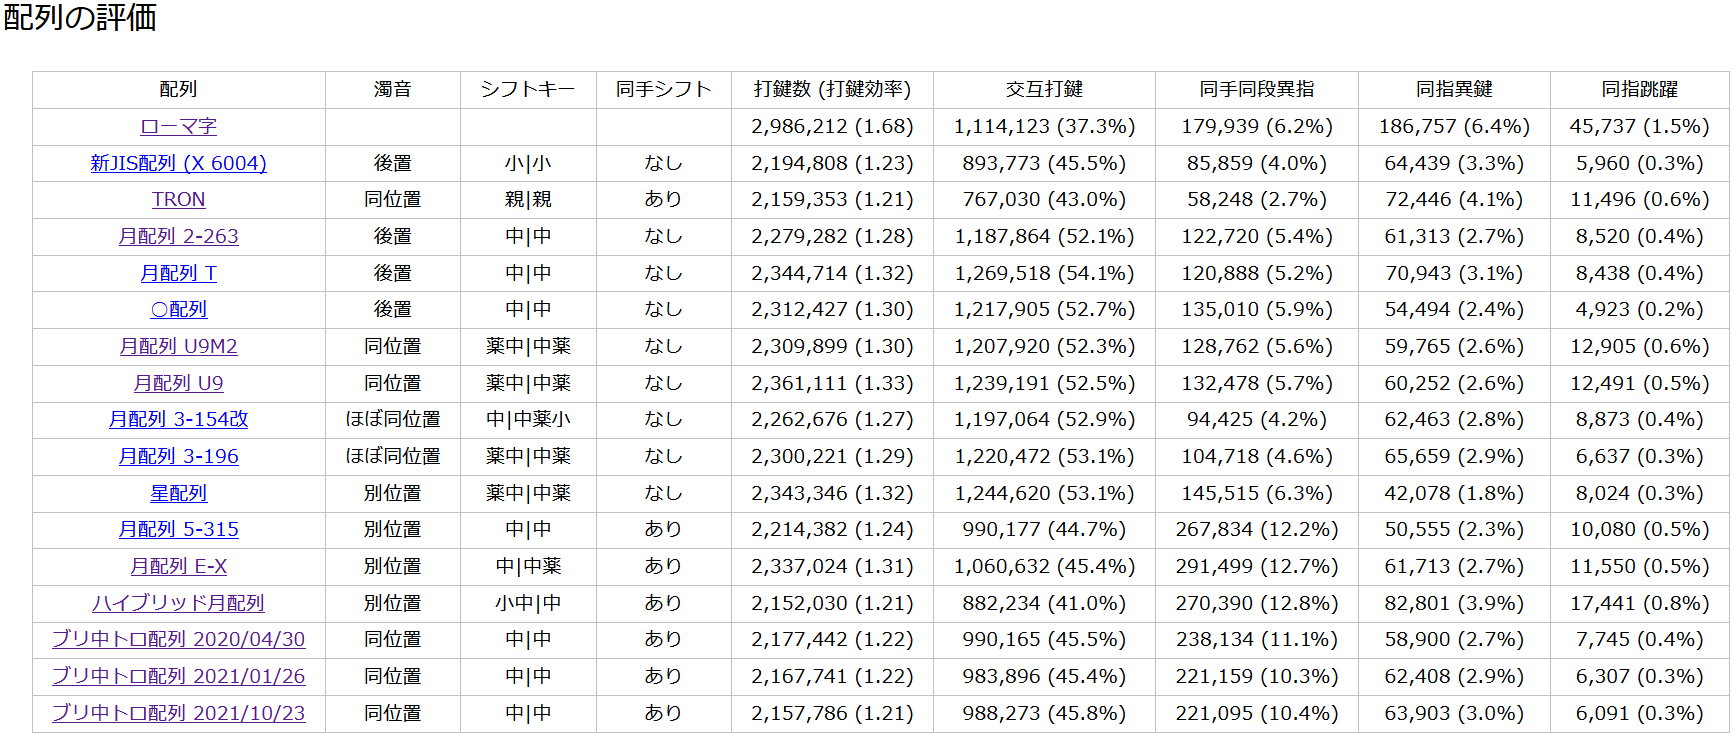 配列の評価
配列 濁音 シフトキー 同手シフト 打鍵数 (打鍵効率) 交互打鍵 同手同段異指 同指異鍵 同指跳躍
ローマ字 2,986,212 (1.68) 1,114,123 (37.3%) 179,939 (6.2%) 186,757 (6.4%) 45,737 (1.5%)
新JIS配列 (X 6004) 後置 小|小 なし 2,194,808 (1.23) 893,773 (45.5%) 85,859 (4.0%) 64,439 (3.3%) 5,960 (0.3%)
TRON 同位置 親|親 あり 2,159,353 (1.21) 767,030 (43.0%) 58,248 (2.7%) 72,446 (4.1%) 11,496 (0.6%)
月配列 2-263 後置 中|中 なし 2,279,282 (1.28) 1,187,864 (52.1%) 122,720 (5.4%) 61,313 (2.7%) 8,520 (0.4%)
月配列 T 後置 中|中 なし 2,344,714 (1.32) 1,269,518 (54.1%) 120,888 (5.2%) 70,943 (3.1%) 8,438 (0.4%)
○配列 後置 中|中 なし 2,312,427 (1.30) 1,217,905 (52.7%) 135,010 (5.9%) 54,494 (2.4%) 4,923 (0.2%)
月配列 U9M2 同位置 薬中|中薬 なし 2,309,899 (1.30) 1,207,920 (52.3%) 128,762 (5.6%) 59,765 (2.6%) 12,905 (0.6%)
月配列 U9 同位置 薬中|中薬 なし 2,361,111 (1.33) 1,239,191 (52.5%) 132,478 (5.7%) 60,252 (2.6%) 12,491 (0.5%)
月配列 3-154改 ほぼ同位置 中|中薬小 なし 2,262,676 (1.27) 1,197,064 (52.9%) 94,425 (4.2%) 62,463 (2.8%) 8,873 (0.4%)
月配列 3-196 ほぼ同位置 薬中|中薬 なし 2,300,221 (1.29) 1,220,472 (53.1%) 104,718 (4.6%) 65,659 (2.9%) 6,637 (0.3%)
星配列 別位置 薬中|中薬 なし 2,343,346 (1.32) 1,244,620 (53.1%) 145,515 (6.3%) 42,078 (1.8%) 8,024 (0.3%)
月配列 5-315 別位置 中|中 あり 2,214,382 (1.24) 990,177 (44.7%) 267,834 (12.2%) 50,555 (2.3%) 10,080 (0.5%)
月配列 E-X 別位置 中|中薬 あり 2,337,024 (1.31) 1,060,632 (45.4%) 291,499 (12.7%) 61,713 (2.7%) 11,550 (0.5%)
ハイブリッド月配列 別位置 小中|中 あり 2,152,030 (1.21) 882,234 (41.0%) 270,390 (12.8%) 82,801 (3.9%) 17,441 (0.8%)
ブリ中トロ配列 2020/04/30 同位置 中|中 あり 2,177,442 (1.22) 990,165 (45.5%) 238,134 (11.1%) 58,900 (2.7%) 7,745 (0.4%)
ブリ中トロ配列 2021/01/26 同位置 中|中 あり 2,167,741 (1.22) 983,896 (45.4%) 221,159 (10.3%) 62,408 (2.9%) 6,307 (0.3%)
ブリ中トロ配列 2021/10/23 同位置 中|中 あり 2,157,786 (1.21) 988,273 (45.8%) 221,095 (10.4%) 63,903 (3.0%) 6,091 (0.3%)